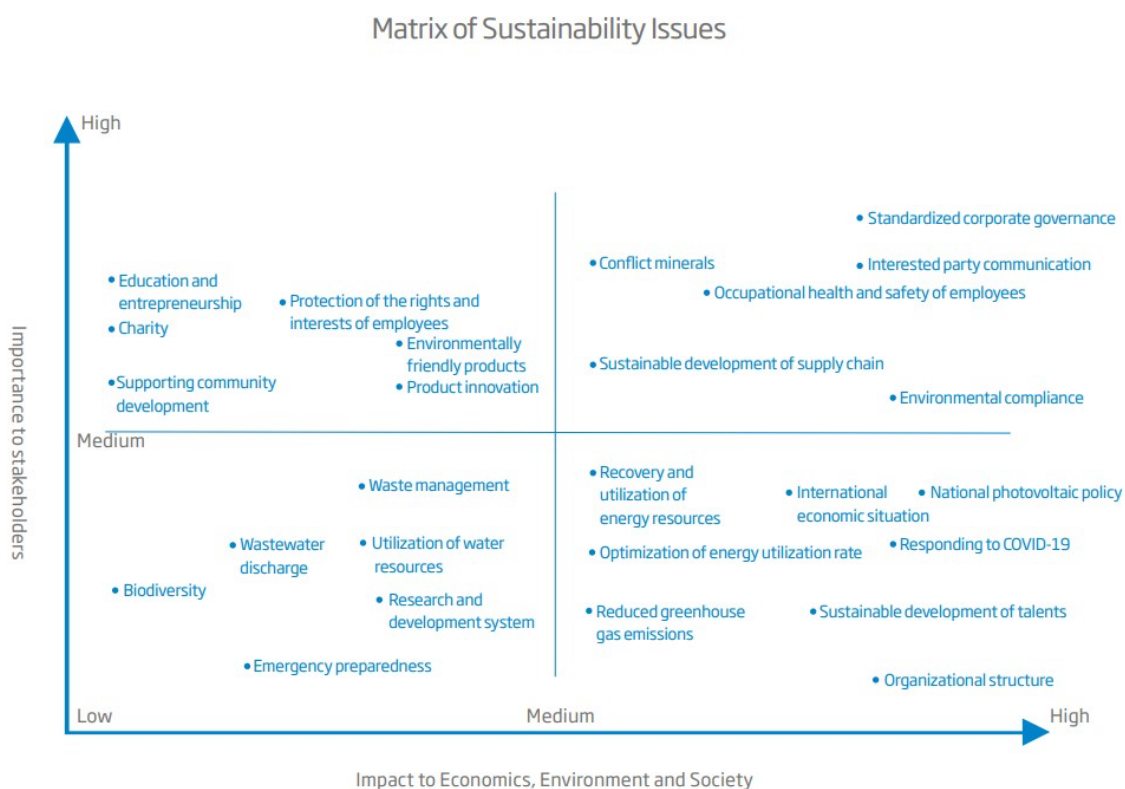 Matrix of Sustainability Issues
High
Standardized corporate governance
Conflict minerals
Interested party communication
Education and
entrepreneurship
Occupational health and safety of employees
Protection of the rights and
interests of employees
Charity
Environmentally
friendly products
Sustainable development of supply chain
Supporting community
development
Product innovation
Environmental compliance
Importance to stakeholders
Medium
Recovery and
utilization of
energy resources
Waste management
International
economic situation
National photovoltaic policy
Wastewater
discharge
Utilization of water
resources
Optimization of energy utilization rate
Responding to COVID-19
Biodiversity
Research and
development system
Reduced greenhouse
gas emissions
Sustainable development of talents
Emergency preparedness
Organizational structure
Low
Medium
High
Impact to Economics, Environment and Society